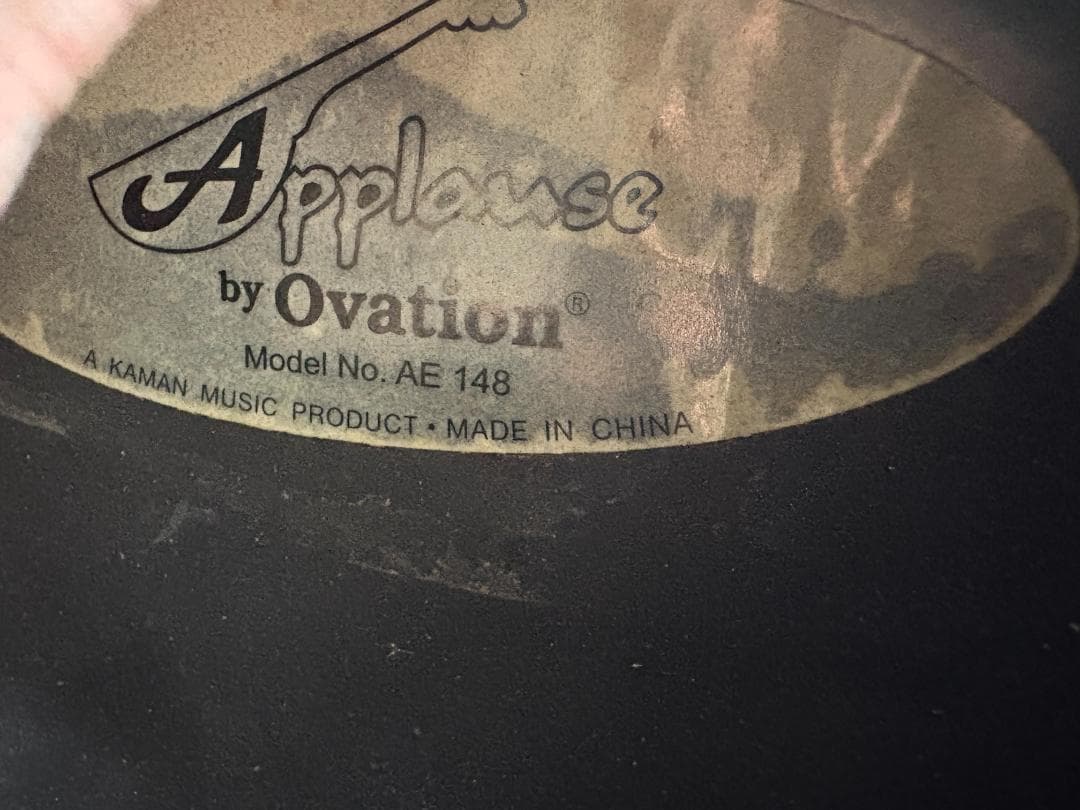 Applause
by Ovation®
Model No. AE 148
A KAMAN MUSIC PRODUCT • MADE IN CHINA